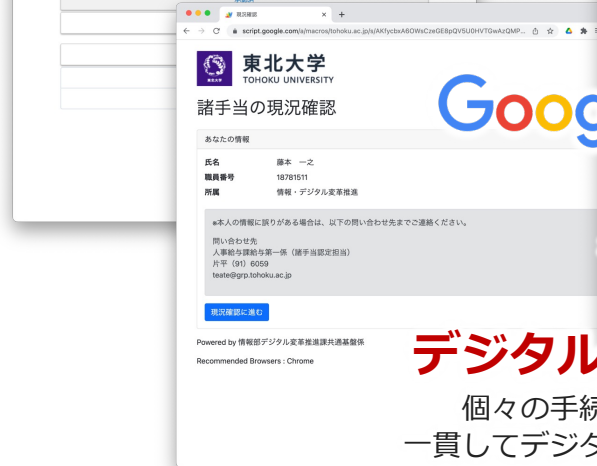 現況確認
script.google.com/a/macros/tohoku.ac.jp/s/AKfycbxA6OWsCzeGE8pQV5U0HVTGwAzQMP...
東北大学
東北大学
TOHOKU UNIVERSITY
諸手当の現況確認
Goog
あなたの情報
氏名 藤本 一之
職員番号 18781511
所属 情報・デジタル変革推進
※本人の情報に誤りがある場合は、以下の問い合わせ先までご連絡ください。
問い合わせ先
人事給与課給与第一係（諸手当認定担当）
片平（91）6059
teate@grp.tohoku.ac.jp
現況確認に進む
Powered by 情報部デジタル変革推進課共通基盤係
Recommended Browsers : Chrome
デジタル
個々の手続
一貫してデジタ